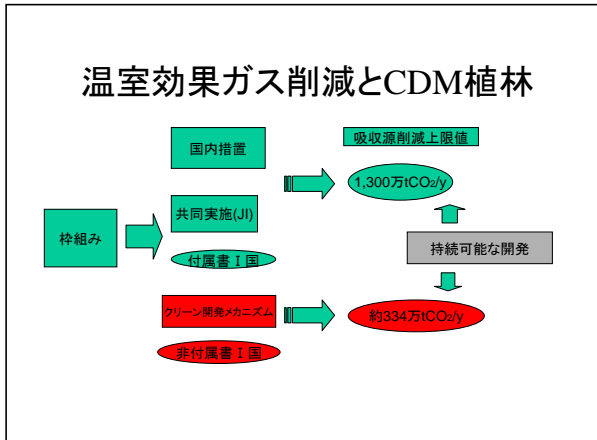 温室効果ガス削減とCDM植林
国内措置
吸収源削減上限値
1,300万tCO2/y
共同実施(JI)
枠組み
持続可能な開発
付属書Ⅰ国
クリーン開発メカニズム
約334万tCO2/y
非付属書Ⅰ国